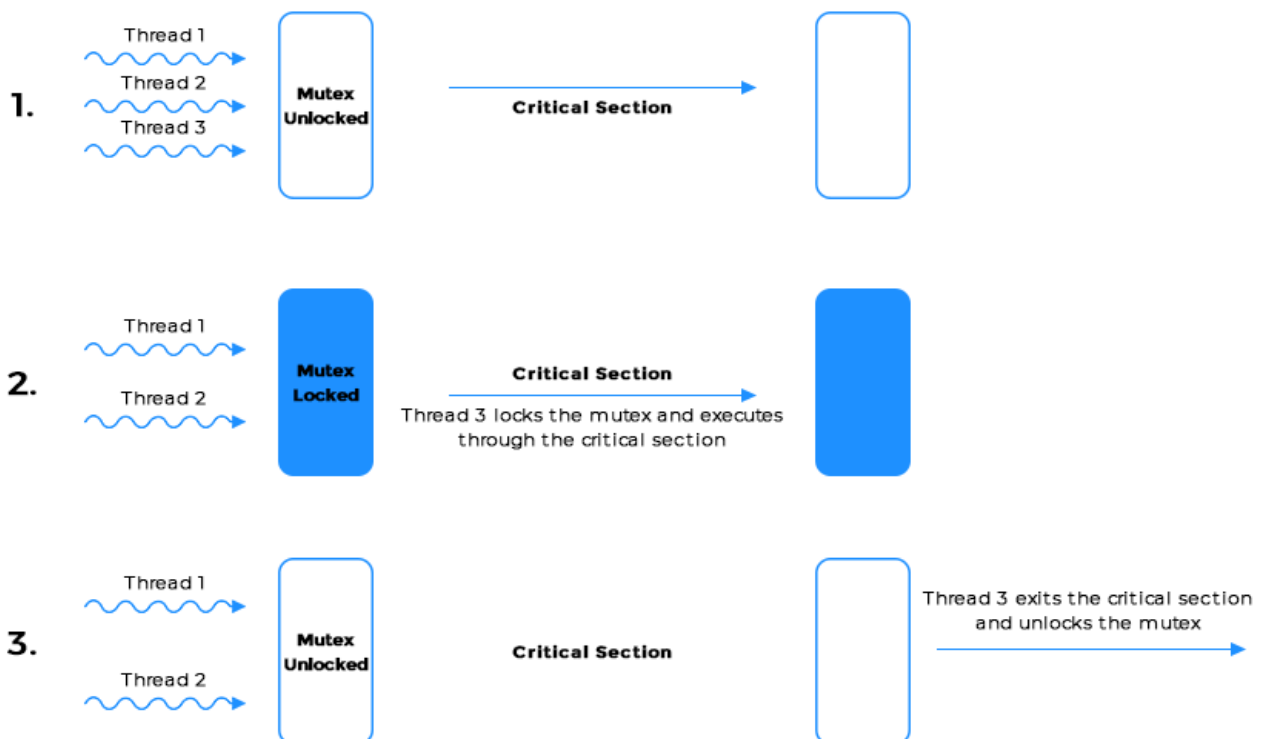 Thread 1
Thread 2
Thread 3
1.
Mutex
Unlocked
Critical Section
Thread 1
Thread 2
2.
Mutex
Locked
Critical Section
Thread 3 locks the mutex and executes
through the critical section
Thread 1
Thread 2
3.
Mutex
Unlocked
Critical Section
Thread 3 exits the critical section
and unlocks the mutex